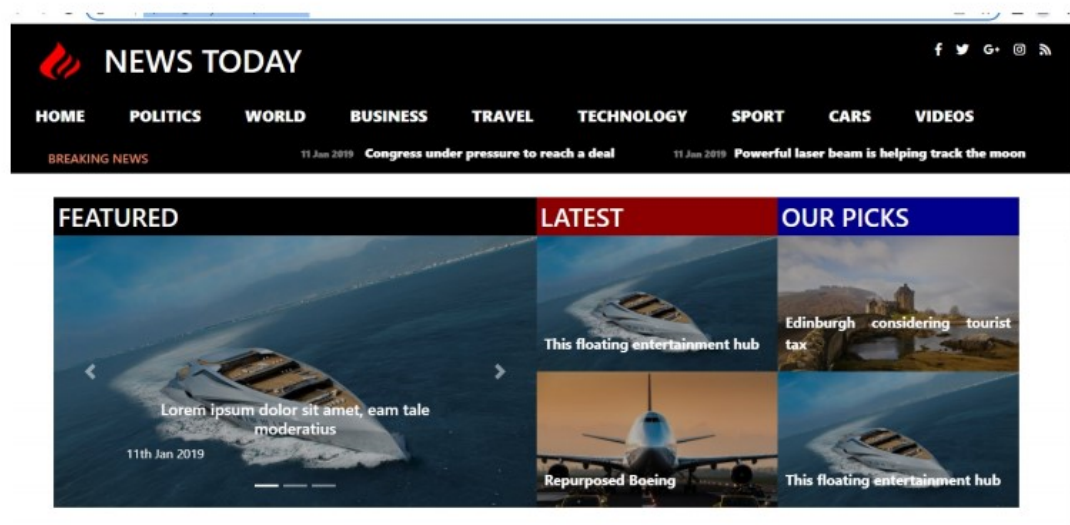 NEWS TODAY
HOME POLITICS WORLD BUSINESS TRAVEL TECHNOLOGY SPORT CARS VIDEOS
BREAKING NEWS 11 Jan 2019 Congress under pressure to reach a deal 11 Jan 2019 Powerful laser beam is helping track the moon
FEATURED
Lorem ipsum dolor sit amet, eam tale
moderatius
11th Jan 2019
LATEST
This floating entertainment hub
Repurposed Boeing
OUR PICKS
Edinburgh considering tourist
tax
This floating entertainment hub